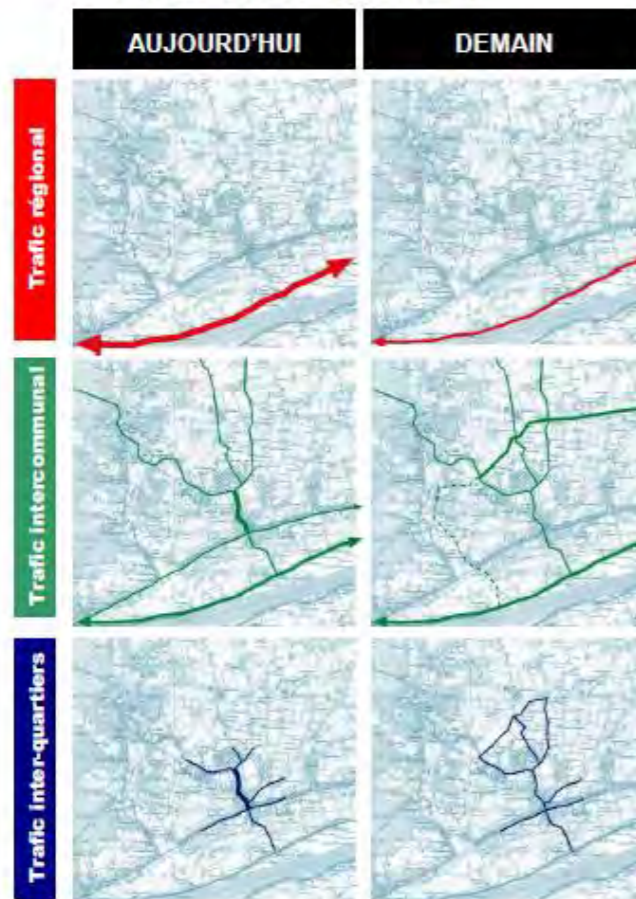 AUJOURD'HUI
DEMAIN
Trafic régional
Trafic intercommunal
Trafic inter-quartiers